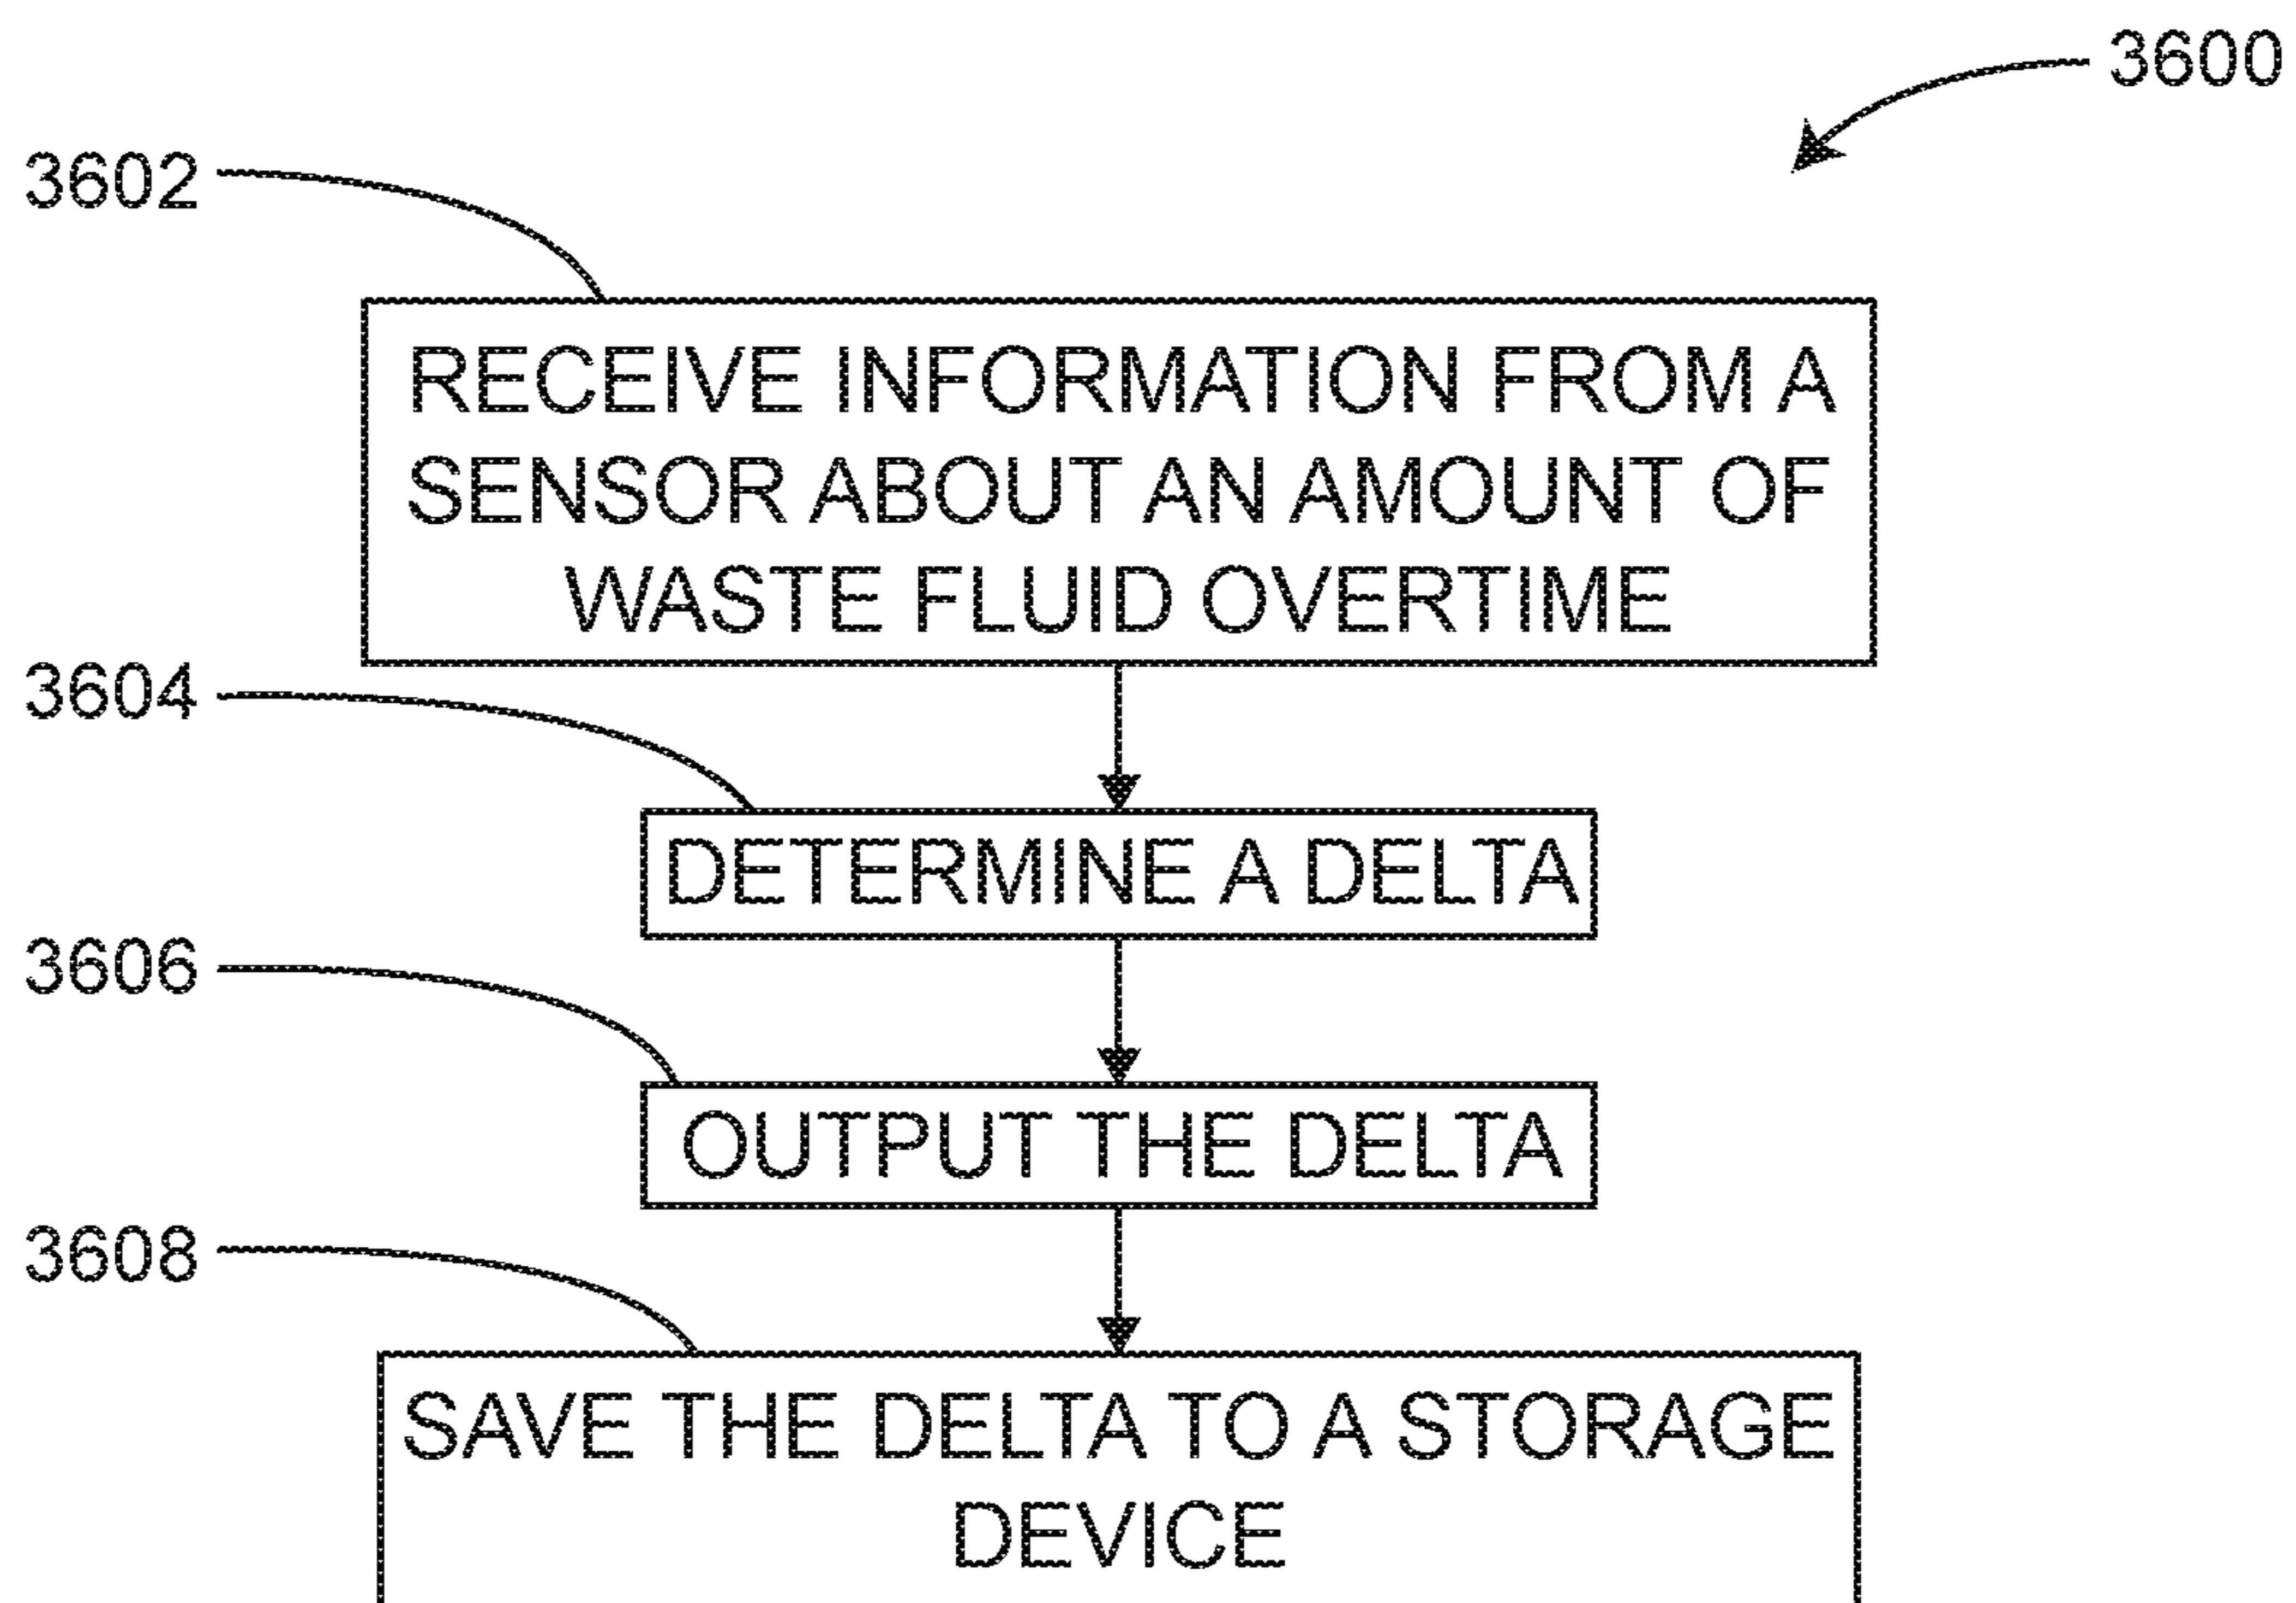 3600
3602
RECEIVE INFORMATION FROM A
SENSOR ABOUT AN AMOUNT OF
WASTE FLUID OVERTIME
3604
DETERMINE A DELTA
3606
OUTPUT THE DELTA
3608
SAVE THE DELTA TO A STORAGE
DEVICE